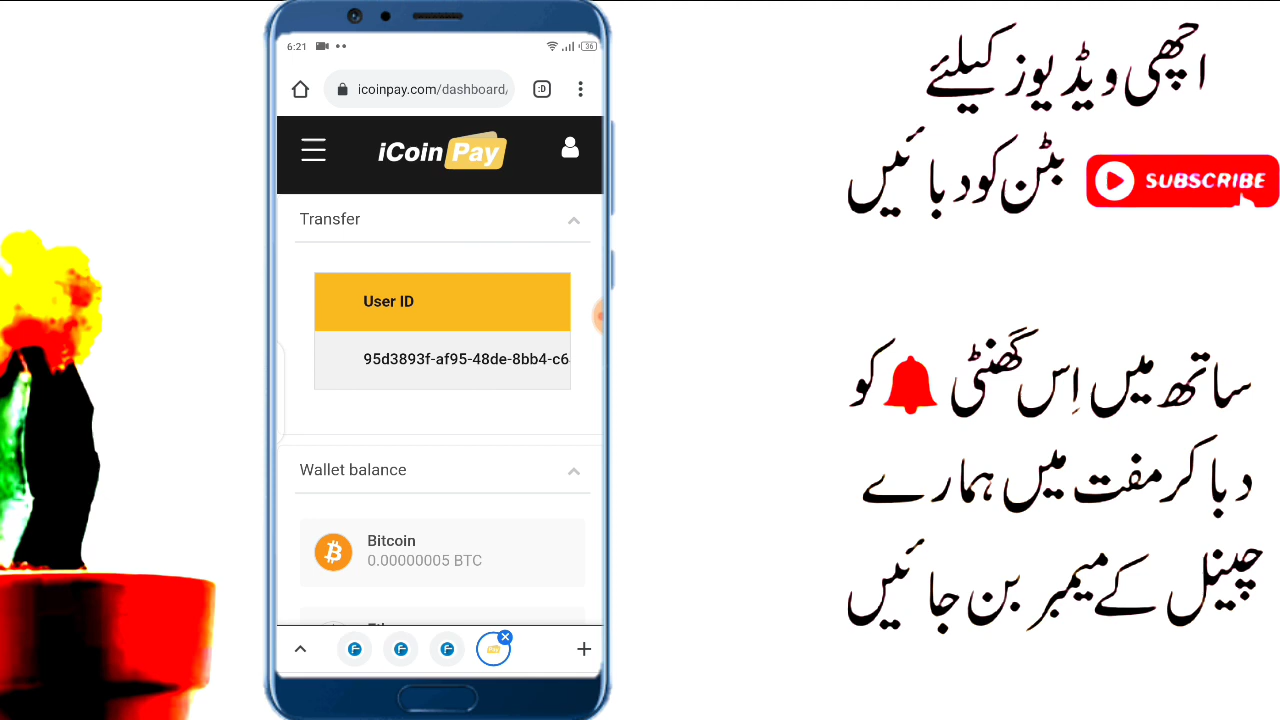 6:21
36
icoinpay.com/dashboard/
:D
iCoin Pay
Transfer
User ID
95d3893f-af95-48de-8bb4-c6
Wallet balance
Bitcoin
0.00000005 BTC
Pay
اچھی ویڈیوز کیلئے
SUBSCRIBE بٹن کو دبائیں
ساتھ میں اِس گھنٹی کو
دبا کر مفت میں ہمارے
چینل کے میمبر بن جائیں